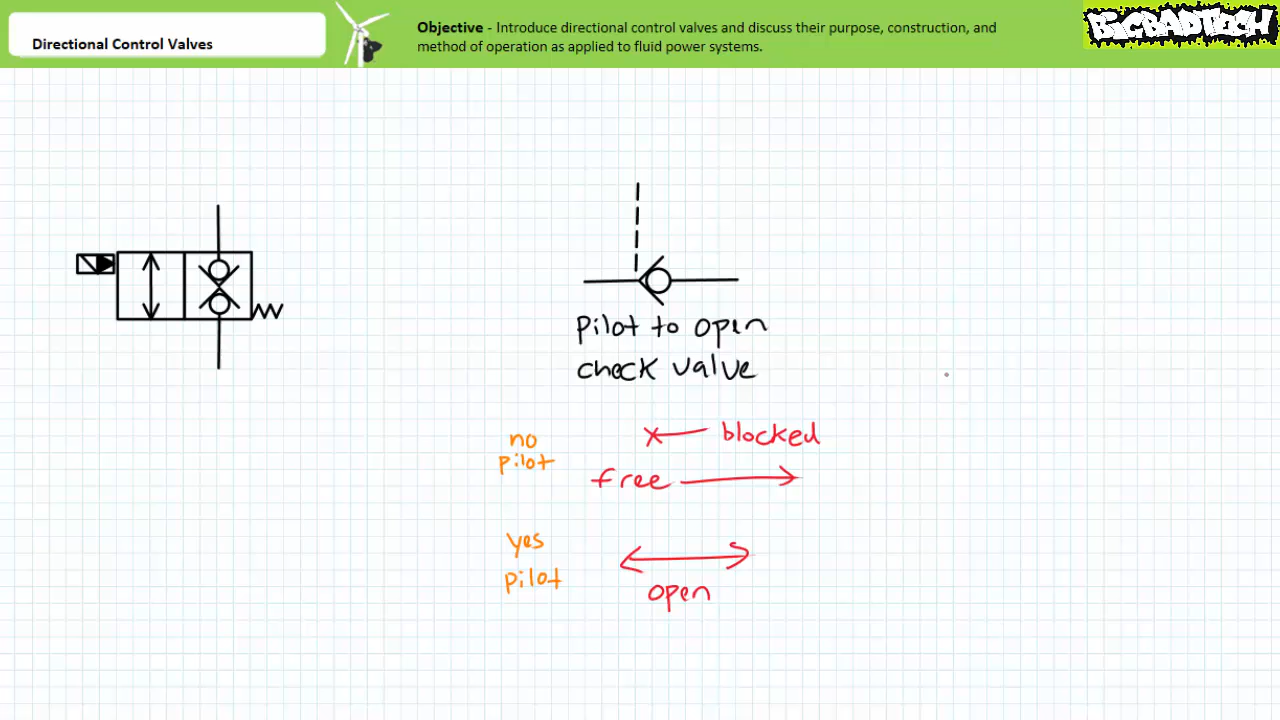 Directional Control Valves
Objective - Introduce directional control valves and discuss their purpose, construction, and
method of operation as applied to fluid power systems.
BIGBADTECH
Pilot to open
check valve
no
pilot
blocked
free
yes
pilot
open